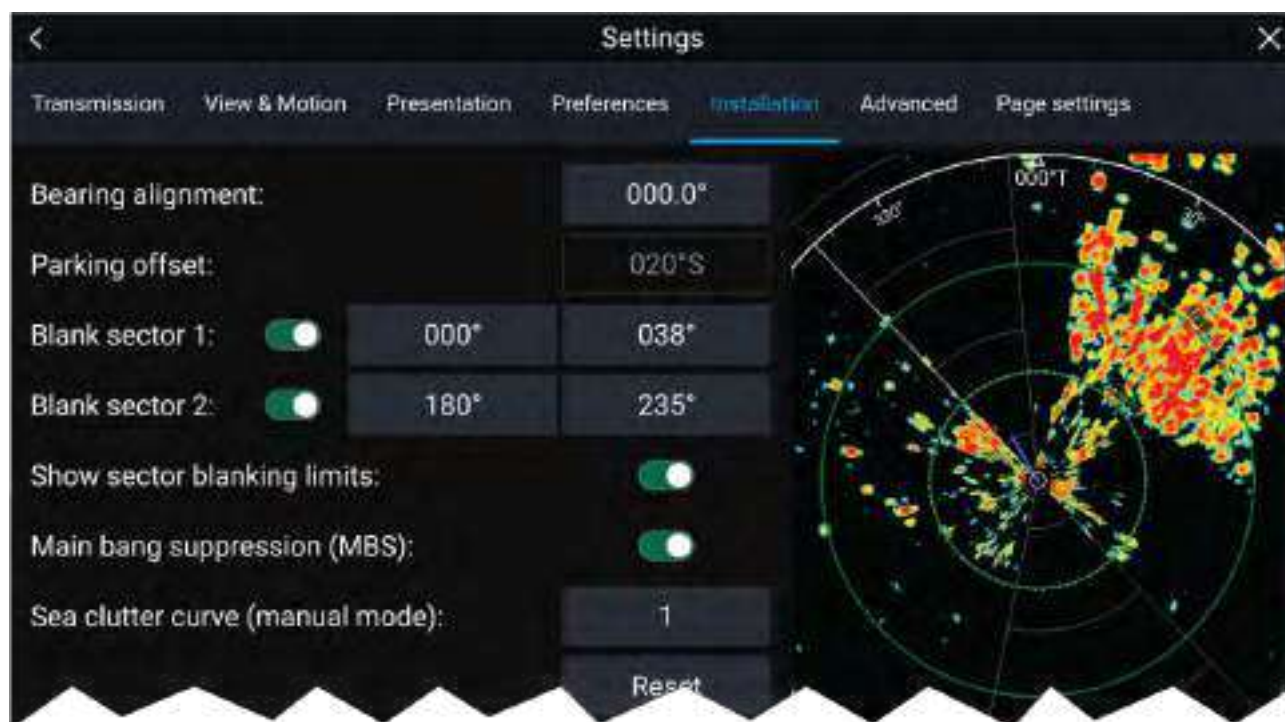 Settings
Transmission View & Motion Presentation Preferences Installation Advanced Page settings
Bearing alignment: 000.0°
Parking offset: 020°S
Blank sector 1: 000° 038°
Blank sector 2: 180° 235°
Show sector blanking limits:
Main bang suppression (MBS):
Sea clutter curve (manual mode): 1
Reset
000°T
330°
30°